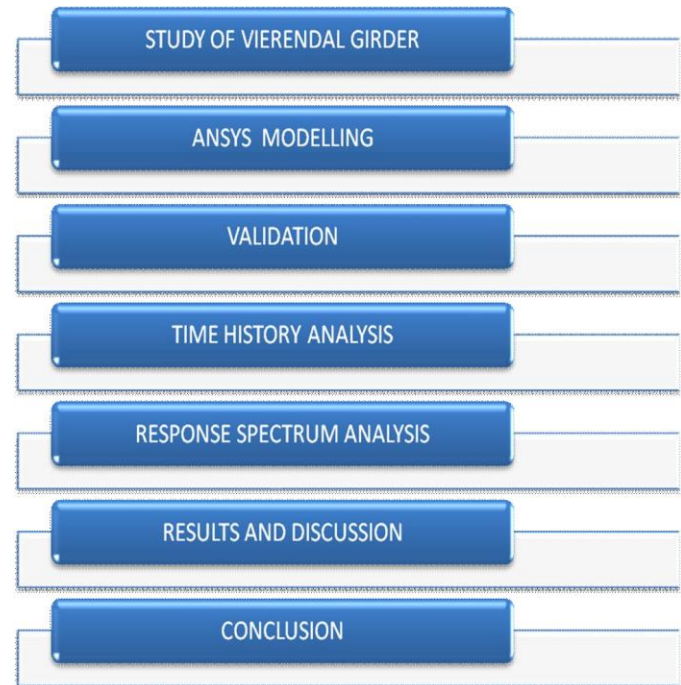 STUDY OF VIERENDAL GIRDER
ANSYS MODELLING
VALIDATION
TIME HISTORY ANALYSIS
RESPONSE SPECTRUM ANALYSIS
RESULTS AND DISCUSSION
CONCLUSION